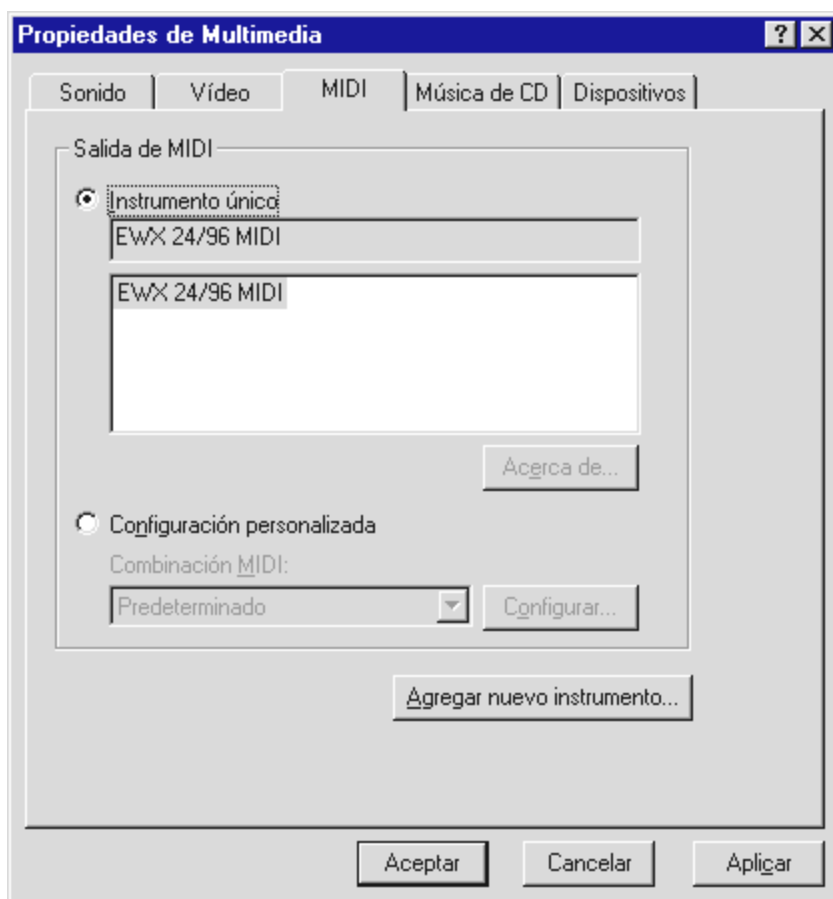 Propiedades de Multimedia
Sonido
Vídeo
MIDI
Música de CD
Dispositivos
Salida de MIDI
Instrumento único
EWX 24/96 MIDI
EWX 24/96 MIDI
Acerca de...
Configuración personalizada
Combinación MIDI:
Predeterminado
Configurar...
Agregar nuevo instrumento...
Aceptar
Cancelar
Aplicar